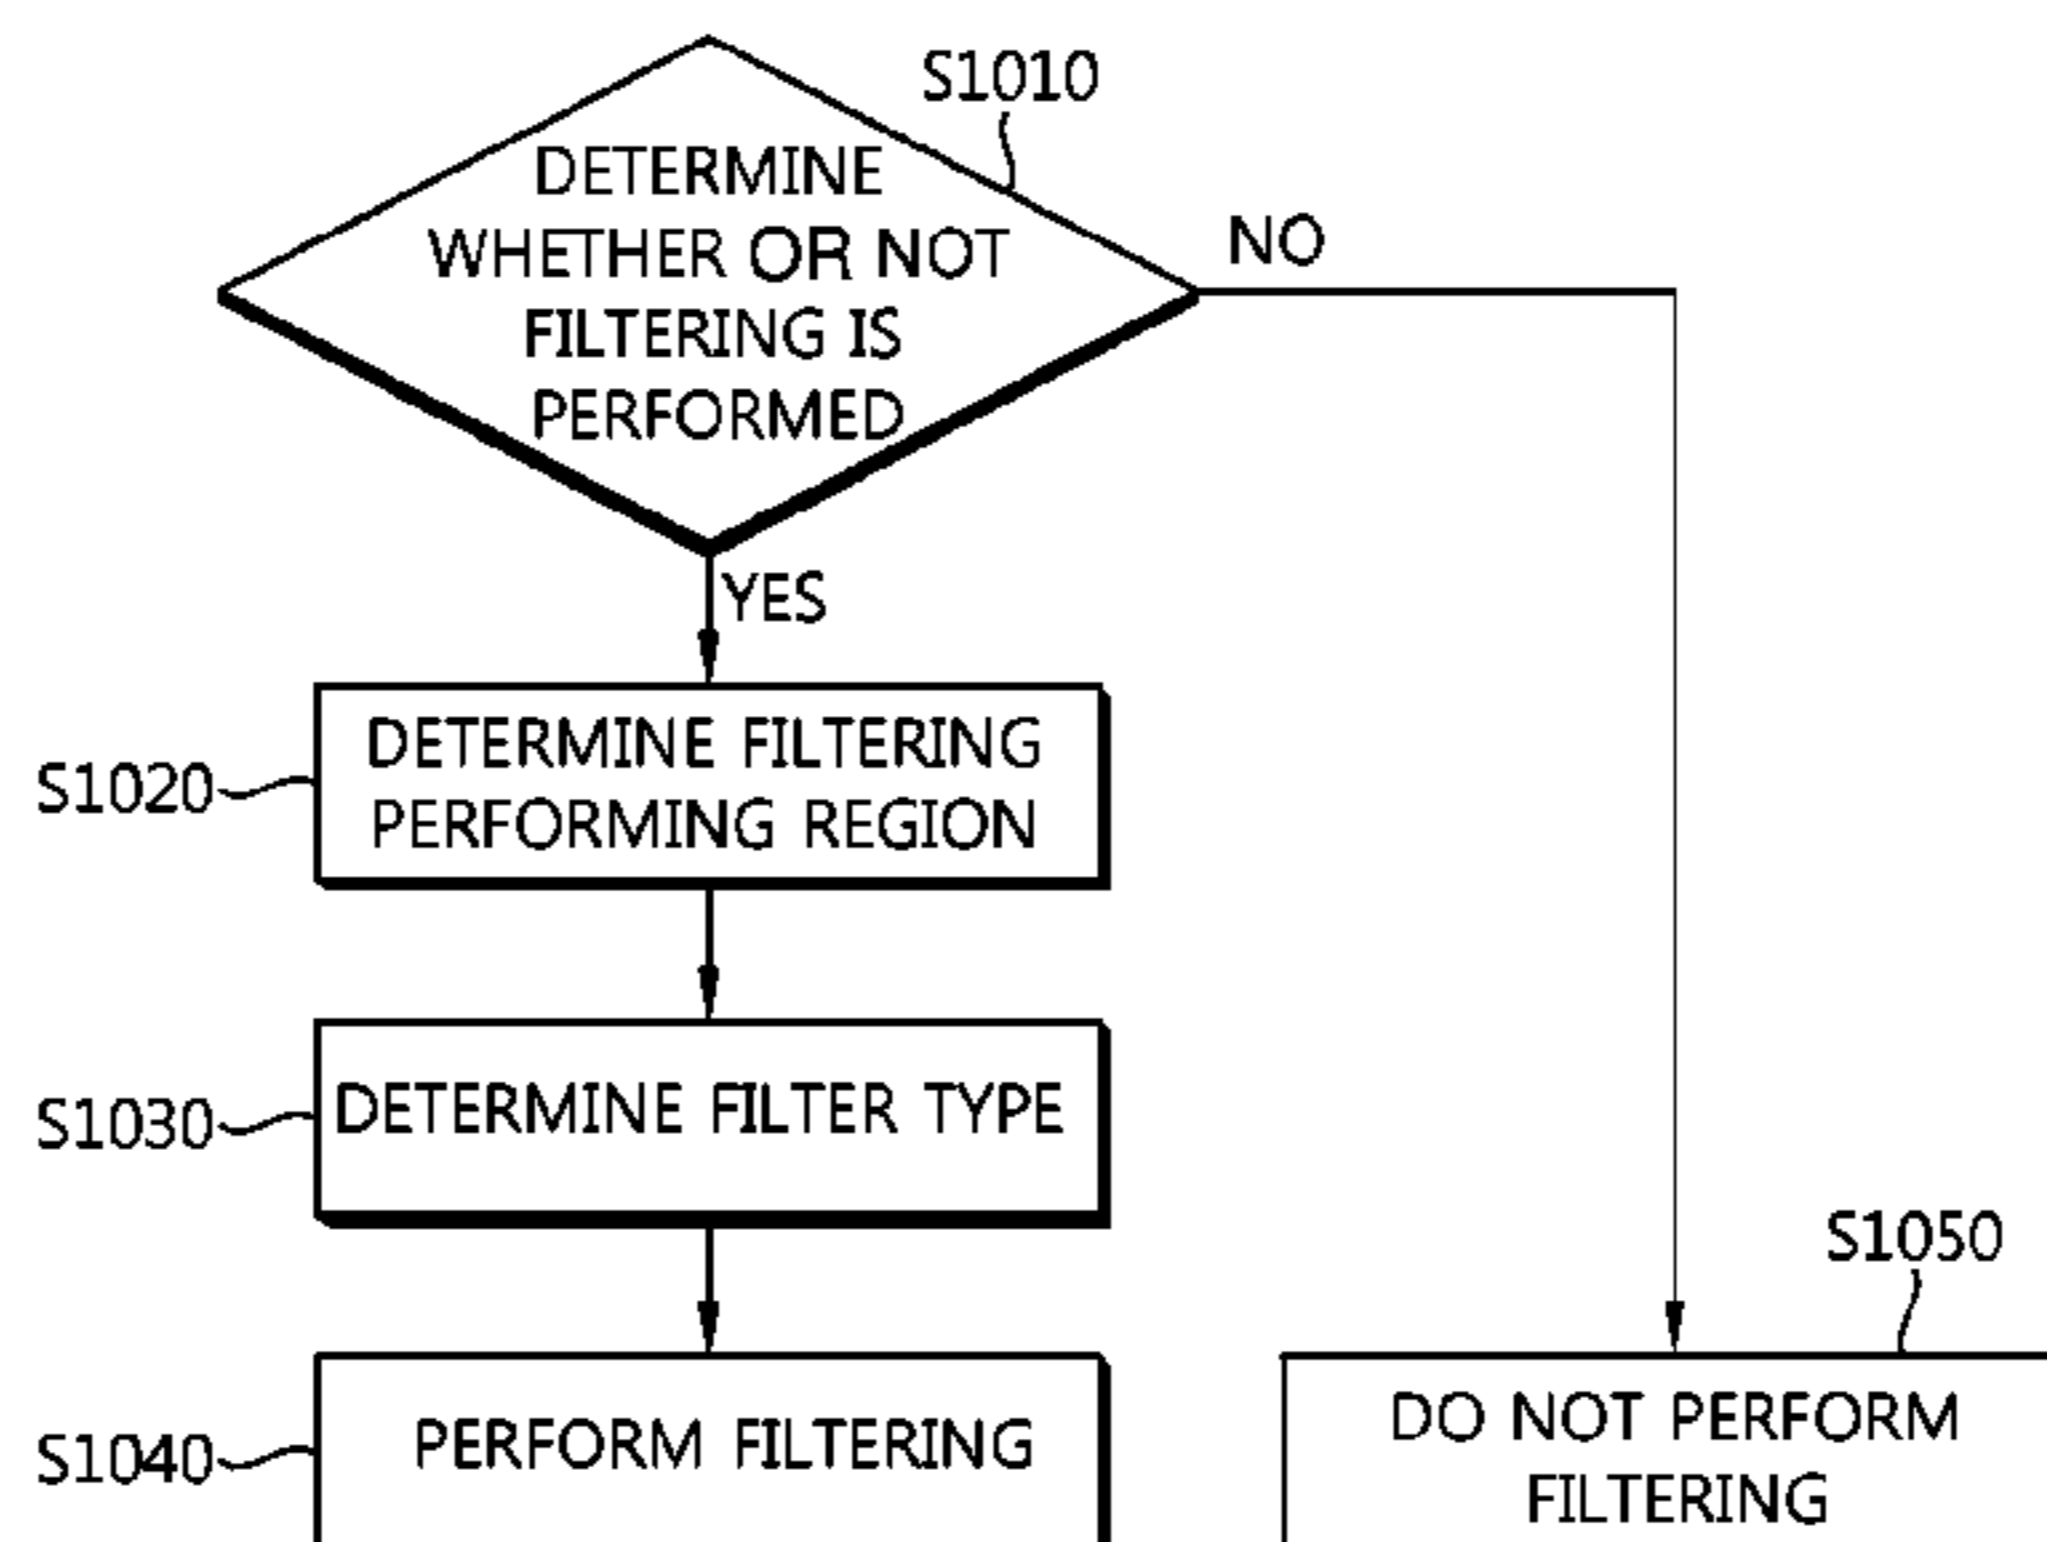 S1010
DETERMINE
WHETHER OR NOT
FILTERING IS
PERFORMED
NO
YES
S1020
DETERMINE FILTERING
PERFORMING REGION
S1030
DETERMINE FILTER TYPE
S1050
S1040
PERFORM FILTERING
DO NOT PERFORM
FILTERING